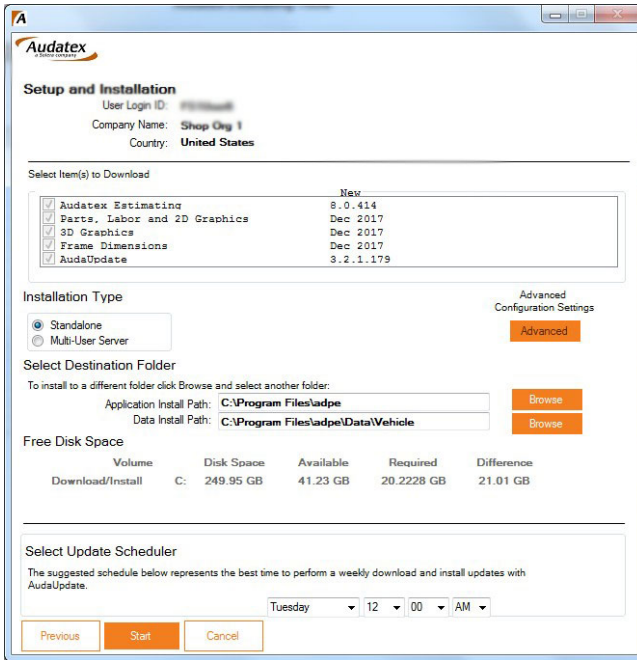 A
Audatex
a Solera company
Setup and Installation
User Login ID:
Company Name: Shop Org 1
Country: United States
Select Item(s) to Download
New
Audatex Estimating 8.0.414
Parts, Labor and 2D Graphics Dec 2017
3D Graphics Dec 2017
Frame Dimensions Dec 2017
AudaUpdate 3.2.1.179
Installation Type
Advanced
Configuration Settings
Standalone
Multi-User Server
Advanced
Select Destination Folder
To install to a different folder click Browse and select another folder:
Application Install Path: C:\Program Files\adpe Browse
Data Install Path: C:\Program Files\adpe\Data\Vehicle Browse
Free Disk Space
Volume Disk Space Available Required Difference
Download/Install C: 249.95 GB 41.23 GB 20.2228 GB 21.01 GB
Select Update Scheduler
The suggested schedule below represents the best time to perform a weekly download and install updates with
AudaUpdate.
Tuesday 12 00 AM
Previous Start Cancel